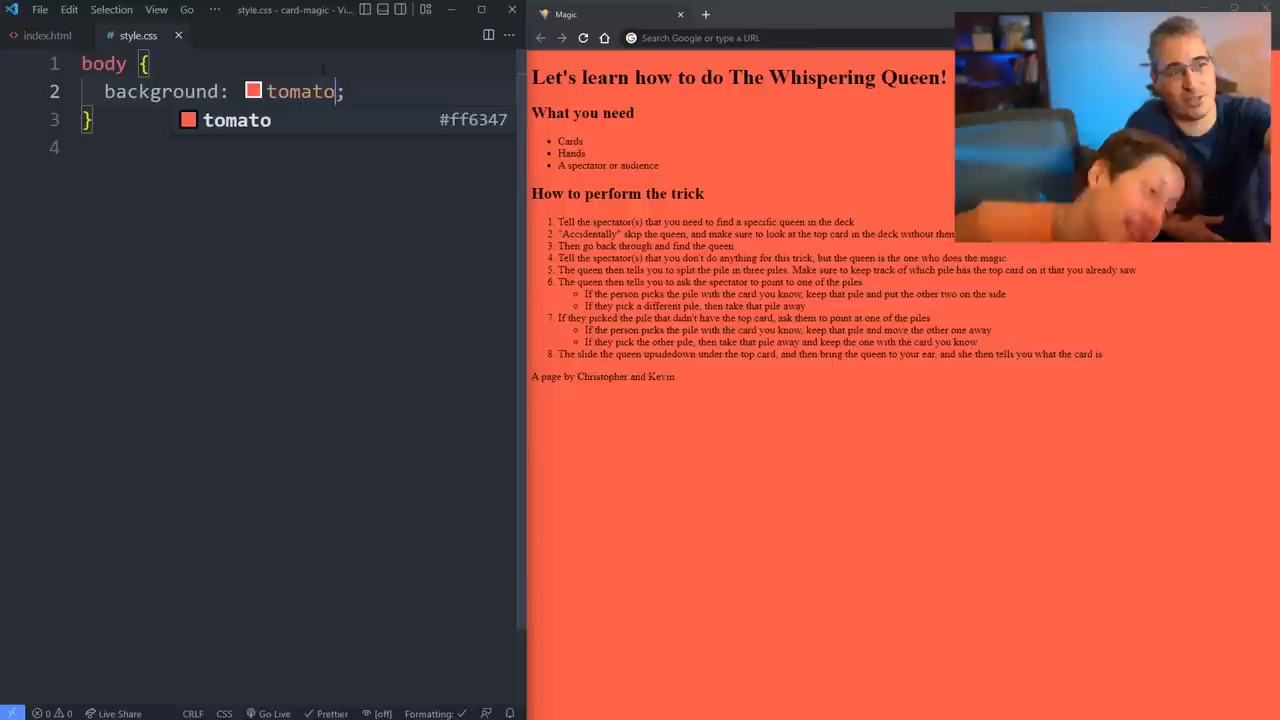 File Edit Selection View Go ··· style.css - card-magic - Vi...
index.html # style.css
1 body {
2 background: tomato;
3 }
4
tomato #ff6347
0 0 Live Share CRLF CSS Go Live Prettier [off] Formatting: ✓
Magic
Search Google or type a URL
Let's learn how to do The Whispering Queen!
What you need
• Cards
• Hands
• A spectator or audience
How to perform the trick
1. Tell the spectator(s) that you need to find a specific queen in the deck
2. "Accidentally" skip the queen, and make sure to look at the top card in the deck without them
3. Then go back through and find the queen
4. Tell the spectator(s) that you don't do anything for this trick, but the queen is the one who does the magic
5. The queen then tells you to split the pile in three piles. Make sure to keep track of which pile has the top card on it that you already saw
6. The queen then tells you to ask the spectator to point to one of the piles
◦ If the person picks the pile with the card you know, keep that pile and put the other two on the side
◦ If they pick a different pile, then take that pile away
7. If they picked the pile that didn't have the top card, ask them to point at one of the piles
◦ If the person picks the pile with the card you know, keep that pile and move the other one away
◦ If they pick the other pile, then take that pile away and keep the one with the card you know
8. The slide the queen upsidedown under the top card, and then bring the queen to your ear, and she then tells you what the card is
A page by Christopher and Kevin